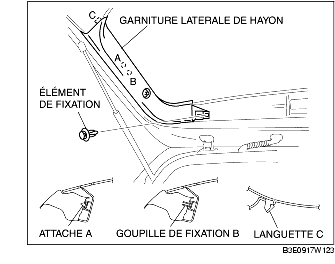 C
GARNITURE LATERALE DE HAYON
A
B
ÉLÉMENT
DE FIXATION
ATTACHE A
GOUPILLE DE FIXATION B
LANGUETTE C
B3E0917W123